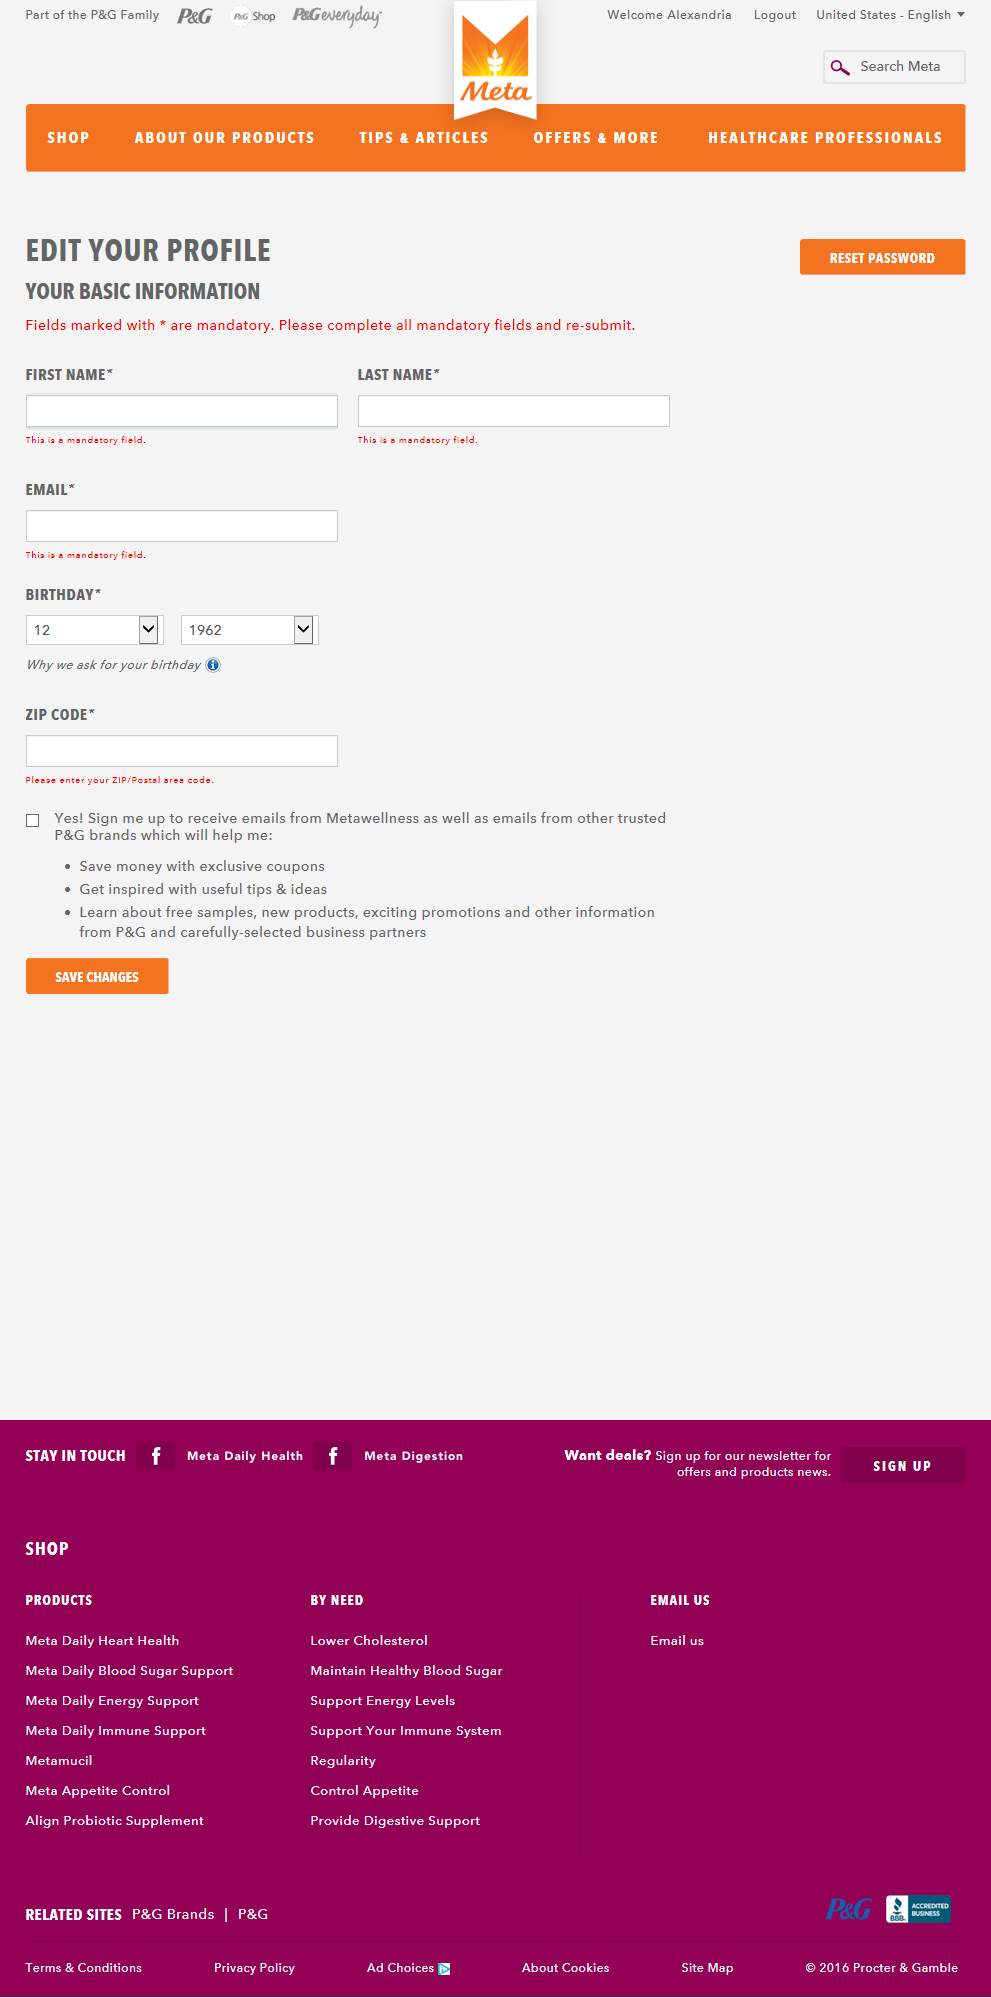 Part of the P&G Family P&G P&G Shop P&G everyday
Welcome Alexandria Logout United States - English
Meta
Search Meta
SHOP ABOUT OUR PRODUCTS TIPS & ARTICLES OFFERS & MORE HEALTHCARE PROFESSIONALS
EDIT YOUR PROFILE
RESET PASSWORD
YOUR BASIC INFORMATION
Fields marked with * are mandatory. Please complete all mandatory fields and re-submit.
FIRST NAME* LAST NAME*
This is a mandatory field. This is a mandatory field.
EMAIL*
This is a mandatory field.
BIRTHDAY*
12 1962
Why we ask for your birthday
ZIP CODE*
Please enter your ZIP/Postal area code.
Yes! Sign me up to receive emails from Metawellness as well as emails from other trusted
P&G brands which will help me:
• Save money with exclusive coupons
• Get inspired with useful tips & ideas
• Learn about free samples, new products, exciting promotions and other information
from P&G and carefully-selected business partners
SAVE CHANGES
STAY IN TOUCH f Meta Daily Health f Meta Digestion
Want deals? Sign up for our newsletter for
offers and products news.
SIGN UP
SHOP
PRODUCTS
Meta Daily Heart Health
Meta Daily Blood Sugar Support
Meta Daily Energy Support
Meta Daily Immune Support
Metamucil
Meta Appetite Control
Align Probiotic Supplement
BY NEED
Lower Cholesterol
Maintain Healthy Blood Sugar
Support Energy Levels
Support Your Immune System
Regularity
Control Appetite
Provide Digestive Support
EMAIL US
Email us
RELATED SITES P&G Brands | P&G
P&G
BBB
ACCREDITED
BUSINESS
Terms & Conditions Privacy Policy Ad Choices About Cookies Site Map © 2016 Procter & Gamble